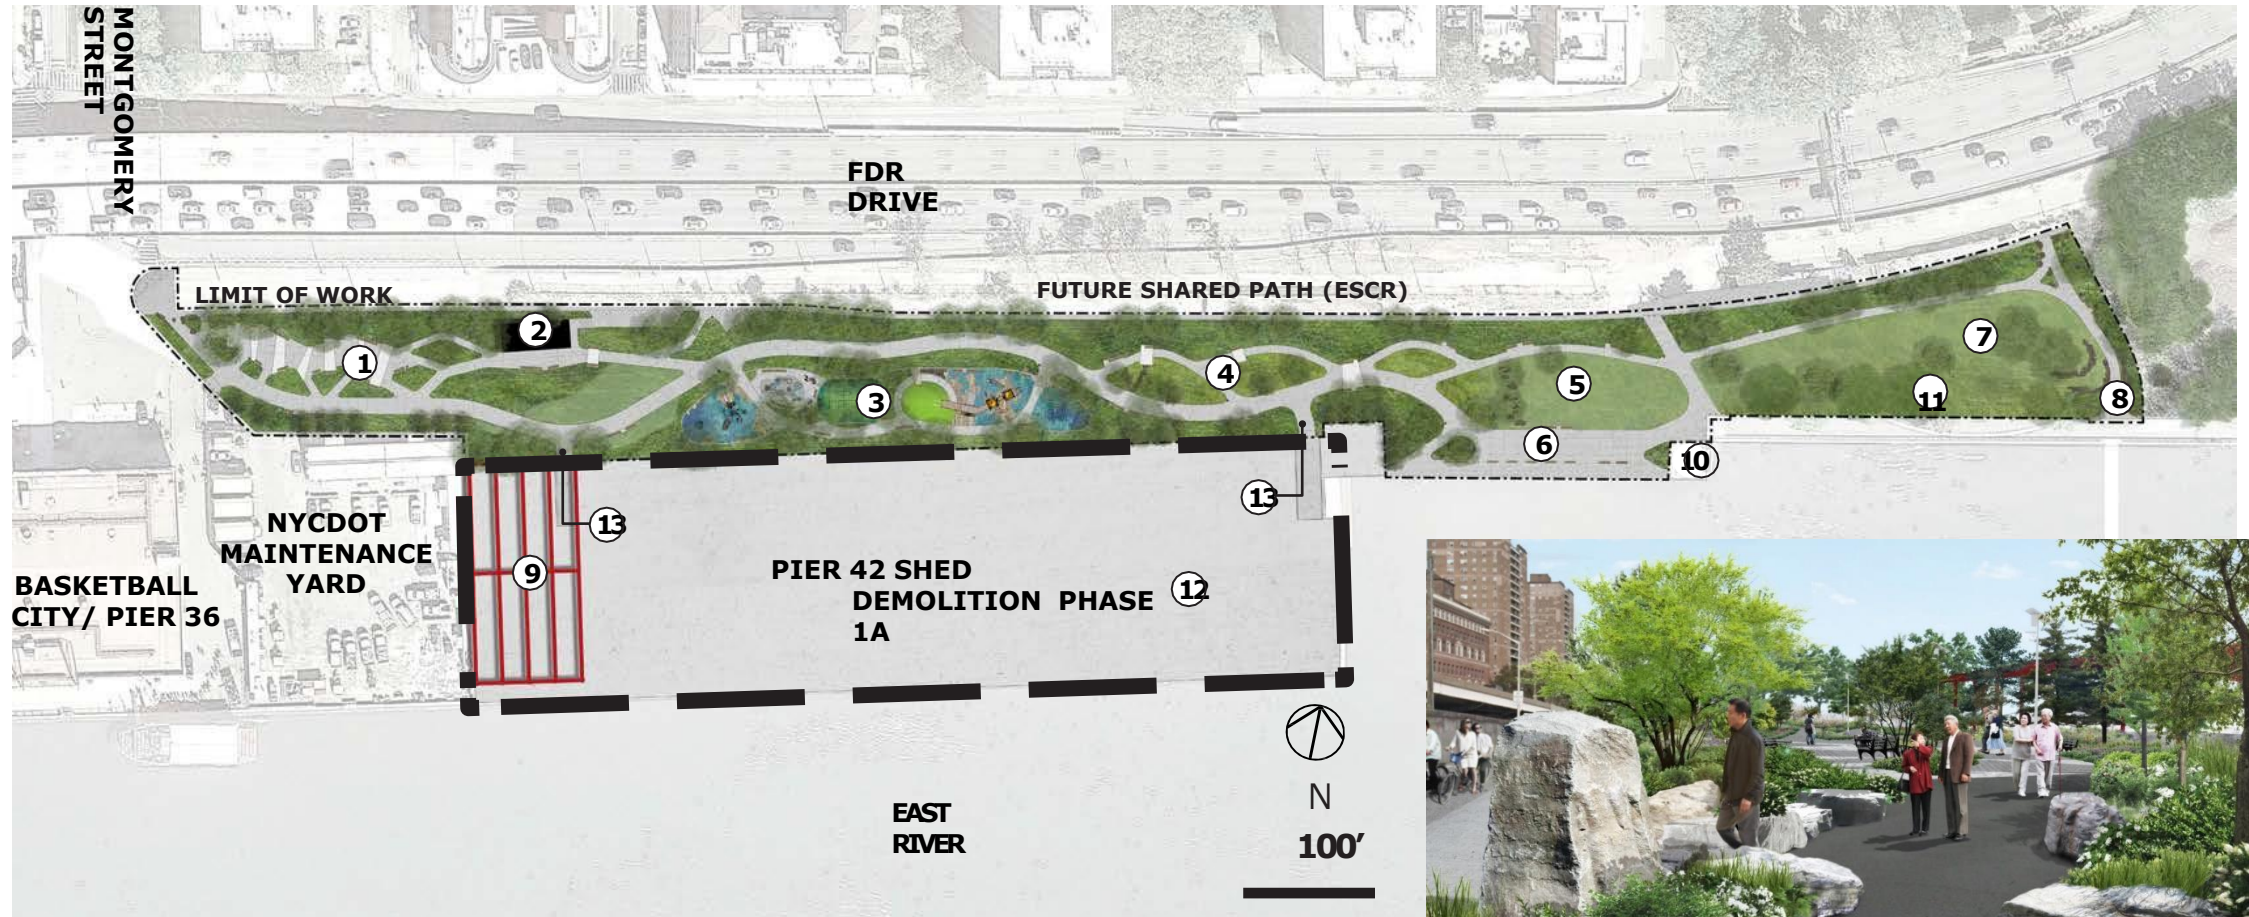 MONTGOMERY
STREET
FDR
DRIVE
LIMIT OF WORK
FUTURE SHARED PATH (ESCR)
1
2
3
4
5
6
7
8
11
10
13
13
9
12
NYCDOT
MAINTENANCE
YARD
BASKETBALL
CITY/ PIER 36
PIER 42 SHED
DEMOLITION PHASE
1A
EAST
RIVER
N
100’